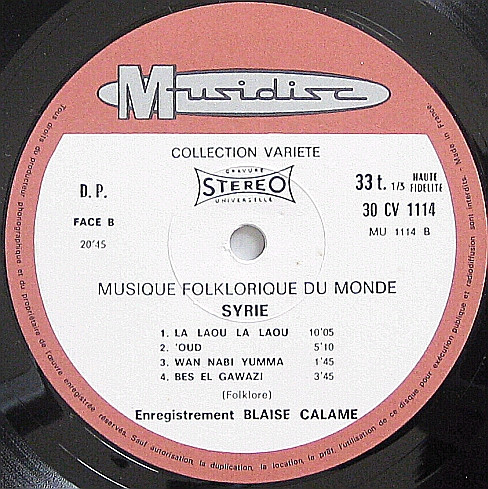 Musidisc
COLLECTION VARIETE
GRAVURE
STEREO
UNIVERSELLE
D. P.
FACE B
20'45
33 t. 1/3 HAUTE FIDELITE
30 CV 1114
MU 1114 B
MUSIQUE FOLKLORIQUE DU MONDE
SYRIE
1. LA LAOU LA LAOU 10'05
2. 'OUD 5'10
3. WAN NABI YUMMA 1'45
4. BES EL GAWAZI 3'45
(Folklore)
Enregistrement BLAISE CALAME
Tous droits du producteur phonographique et du propriétaire de l'œuvre enregistrée réservés. Sauf autorisation, la duplication, la location, le prêt, l'utilisation de ce disque pour exécution publique et radiodiffusion sont interdits. - Made in France